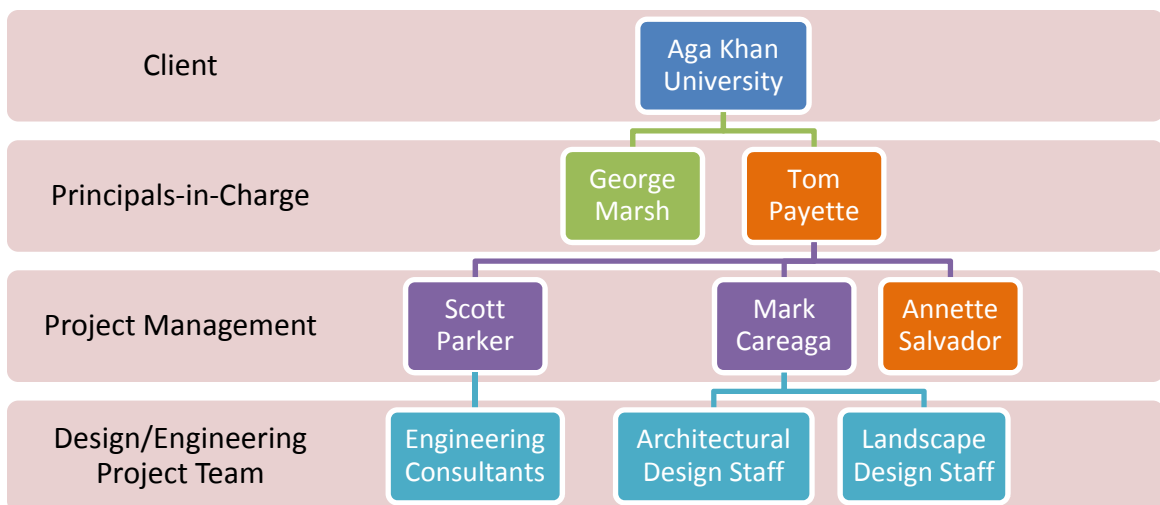 Client
Aga Khan
University
Principals-in-Charge
George
Marsh
Tom
Payette
Project Management
Scott
Parker
Mark
Careaga
Annette
Salvador
Design/Engineering
Project Team
Engineering
Consultants
Architectural
Design Staff
Landscape
Design Staff